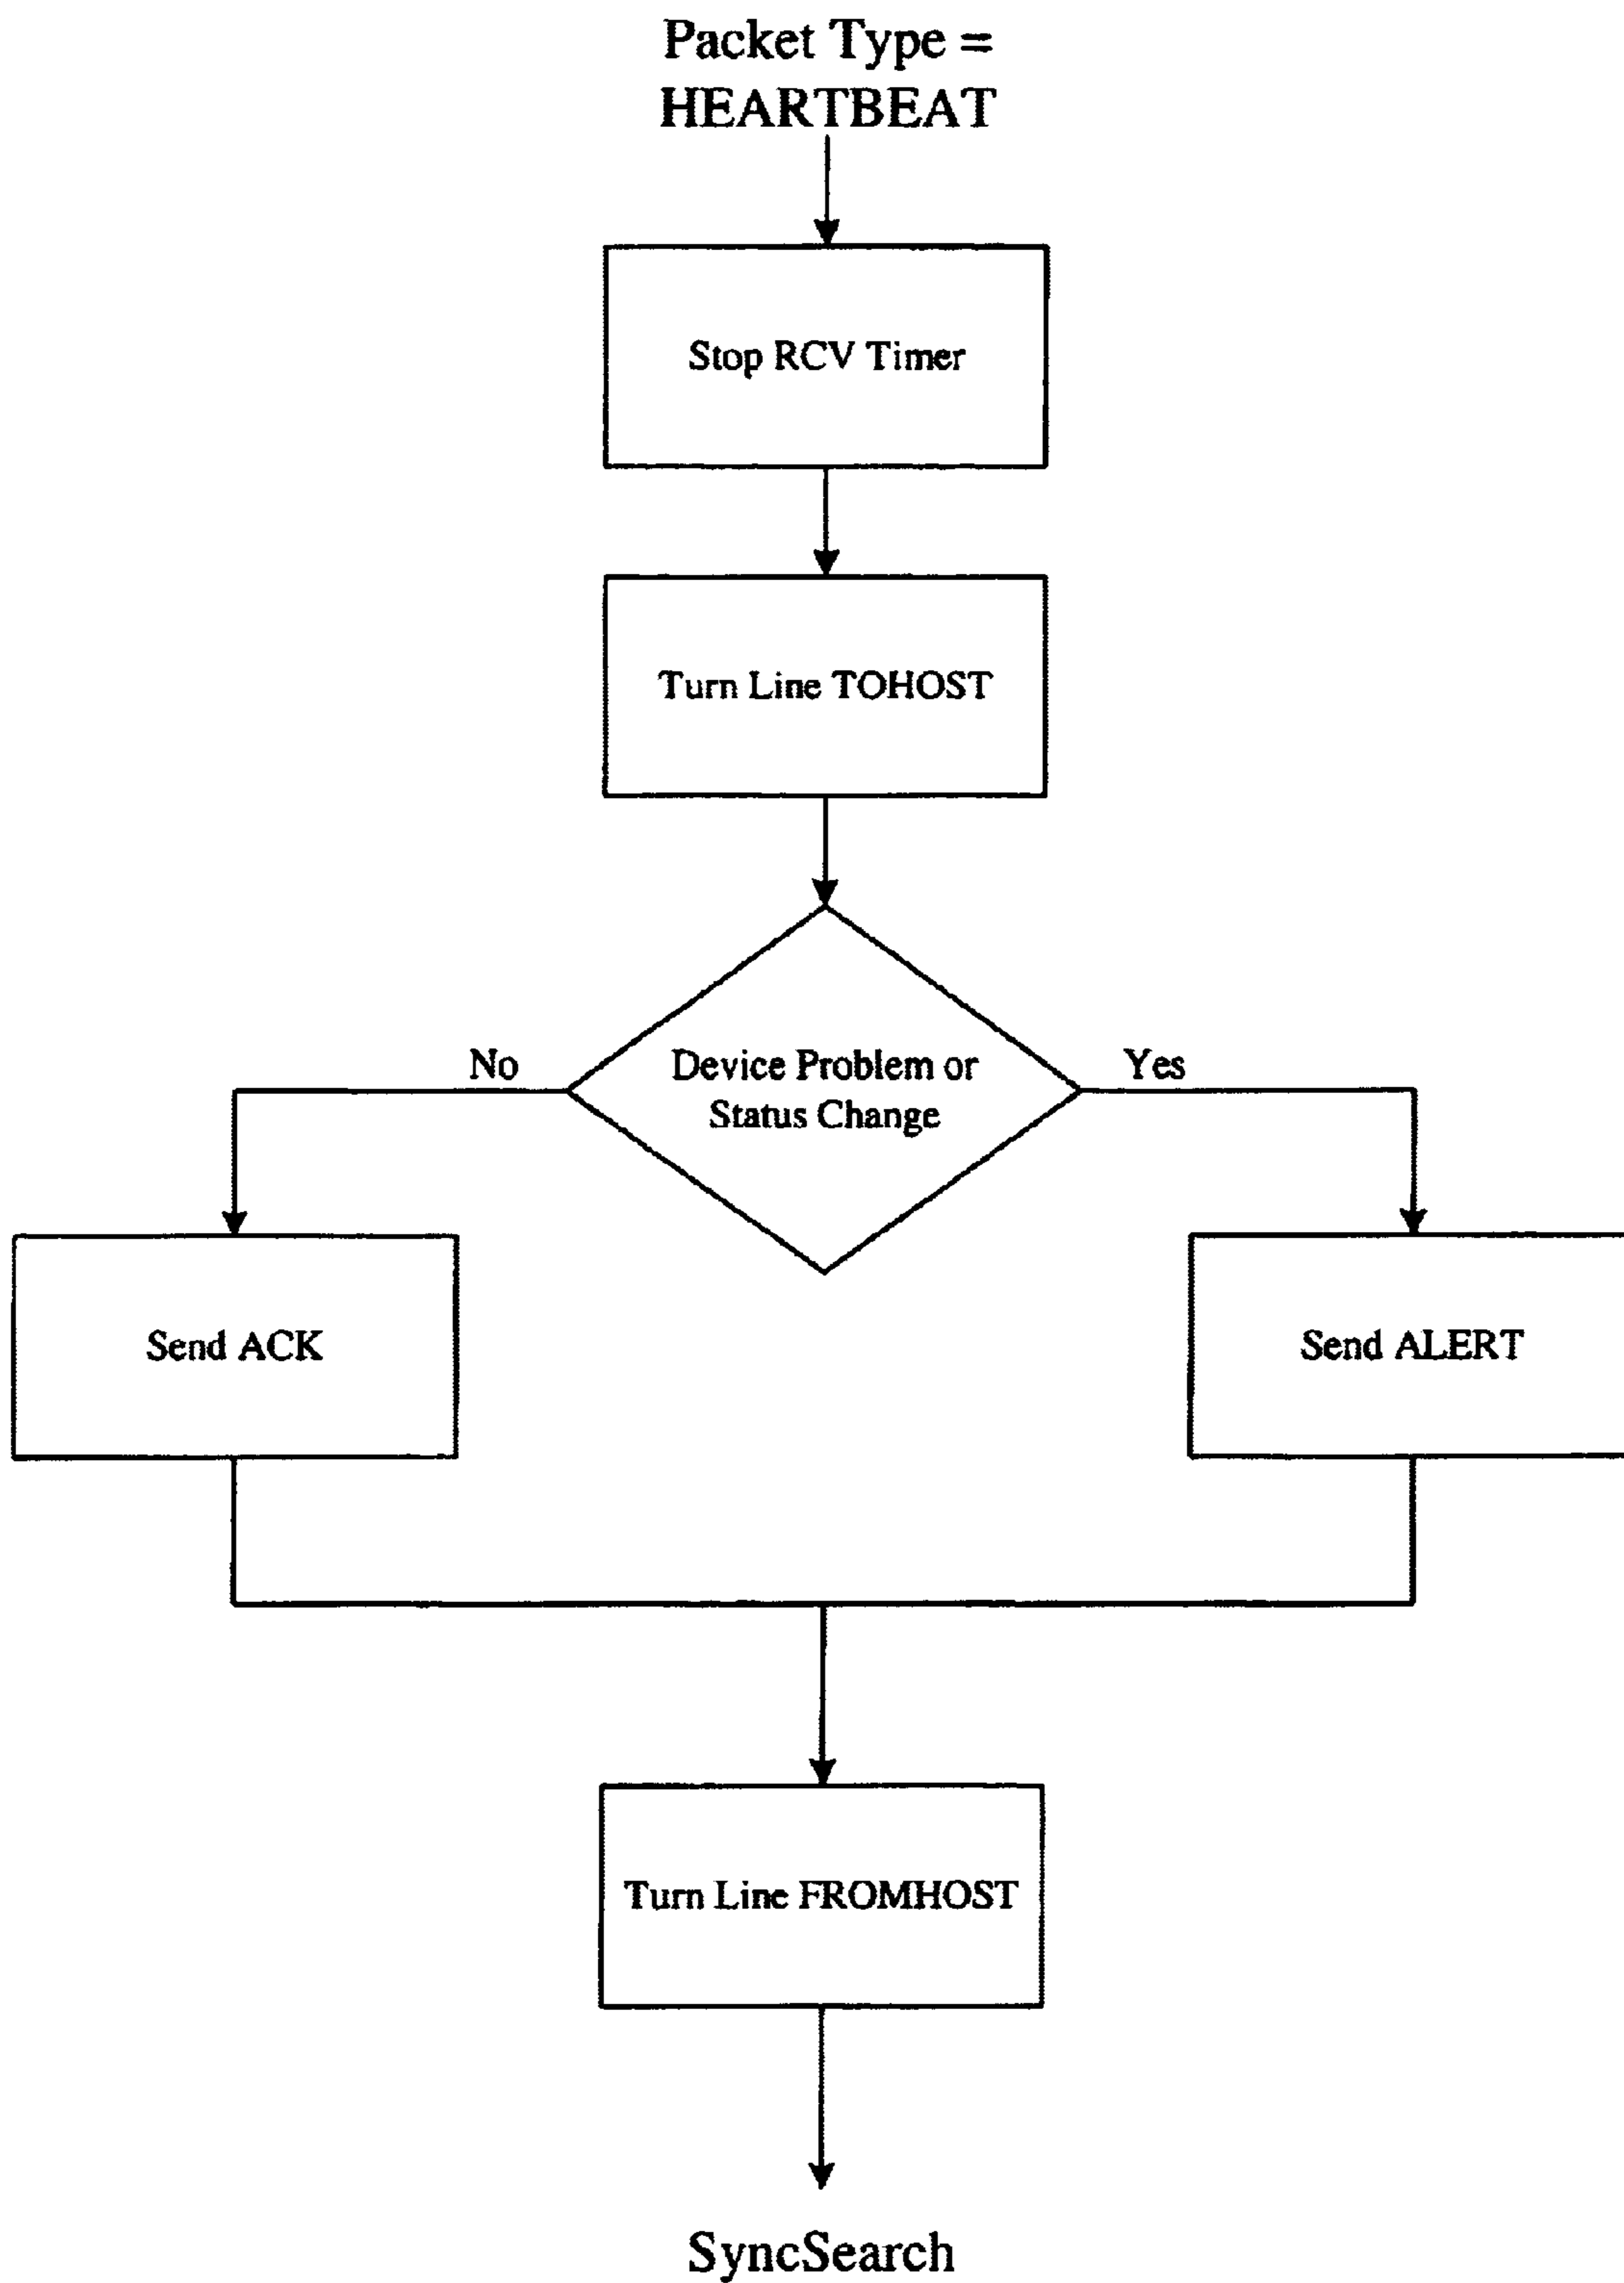 Packet Type =
HEARTBEAT
Stop RCV Timer
Turn Line TOHOST
Device Problem or
Status Change
No
Yes
Send ACK
Send ALERT
Turn Line FROMHOST
SyncSearch